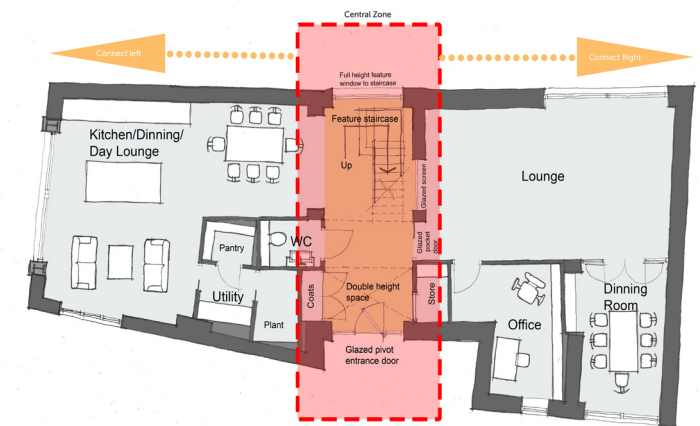 Central Zone
Connect left
Connect Right
Full height feature
window to staircase
Feature staircase
Kitchen/Dinning/
Day Lounge
Up
Glazed screen
Lounge
Glazed
pocket
door
WC
Pantry
Utility
Plant
Coats
Double height
space
Store
Office
Dinning
Room
Glazed pivot
entrance door